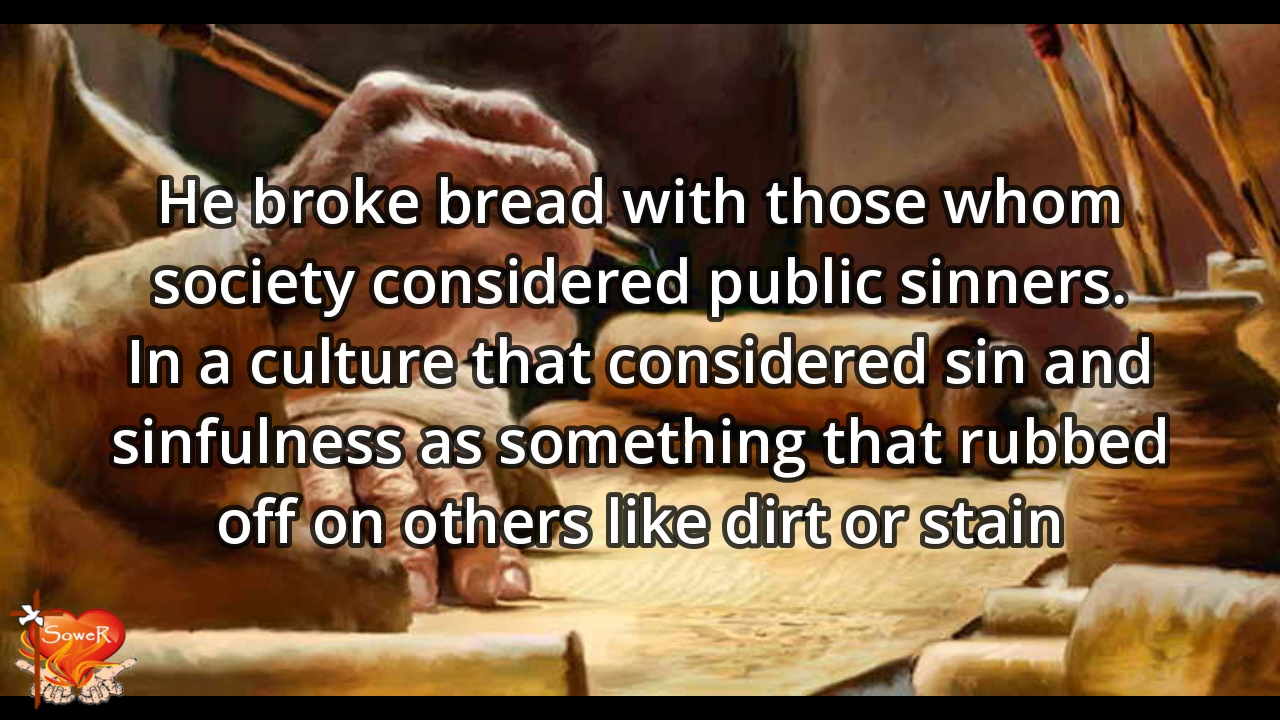 He broke bread with those whom
society considered public sinners.
In a culture that considered sin and
sinfulness as something that rubbed
off on others like dirt or stain
SoweR